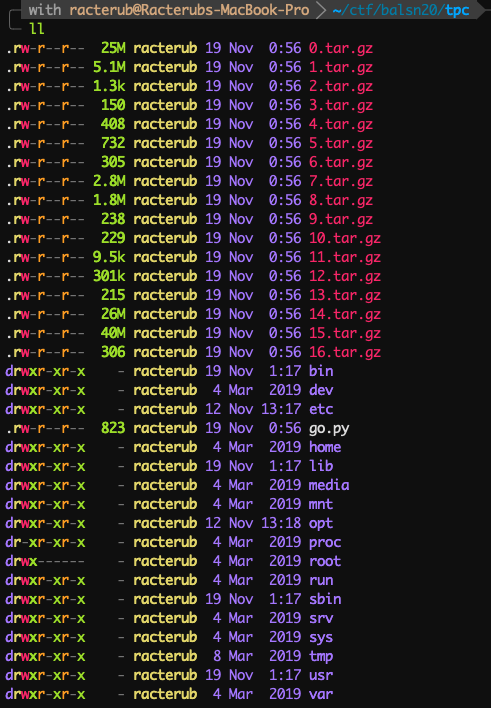 with racterub@Racterubs-MacBook-Pro ~/ctf/balsn20/tpc
ll
.rw-r--r-- 25M racterub 19 Nov 0:56 0.tar.gz
.rw-r--r-- 5.1M racterub 19 Nov 0:56 1.tar.gz
.rw-r--r-- 1.3k racterub 19 Nov 0:56 2.tar.gz
.rw-r--r-- 150 racterub 19 Nov 0:56 3.tar.gz
.rw-r--r-- 408 racterub 19 Nov 0:56 4.tar.gz
.rw-r--r-- 732 racterub 19 Nov 0:56 5.tar.gz
.rw-r--r-- 305 racterub 19 Nov 0:56 6.tar.gz
.rw-r--r-- 2.8M racterub 19 Nov 0:56 7.tar.gz
.rw-r--r-- 1.8M racterub 19 Nov 0:56 8.tar.gz
.rw-r--r-- 238 racterub 19 Nov 0:56 9.tar.gz
.rw-r--r-- 229 racterub 19 Nov 0:56 10.tar.gz
.rw-r--r-- 9.5k racterub 19 Nov 0:56 11.tar.gz
.rw-r--r-- 301k racterub 19 Nov 0:56 12.tar.gz
.rw-r--r-- 215 racterub 19 Nov 0:56 13.tar.gz
.rw-r--r-- 26M racterub 19 Nov 0:56 14.tar.gz
.rw-r--r-- 40M racterub 19 Nov 0:56 15.tar.gz
.rw-r--r-- 306 racterub 19 Nov 0:56 16.tar.gz
drwxr-xr-x - racterub 19 Nov 1:17 bin
drwxr-xr-x - racterub 4 Mar 2019 dev
drwxr-xr-x - racterub 12 Nov 13:17 etc
.rw-r--r-- 823 racterub 19 Nov 0:56 go.py
drwxr-xr-x - racterub 4 Mar 2019 home
drwxr-xr-x - racterub 19 Nov 1:17 lib
drwxr-xr-x - racterub 4 Mar 2019 media
drwxr-xr-x - racterub 4 Mar 2019 mnt
drwxr-xr-x - racterub 12 Nov 13:18 opt
dr-xr-xr-x - racterub 4 Mar 2019 proc
drwx------ - racterub 4 Mar 2019 root
drwxr-xr-x - racterub 4 Mar 2019 run
drwxr-xr-x - racterub 19 Nov 1:17 sbin
drwxr-xr-x - racterub 4 Mar 2019 srv
drwxr-xr-x - racterub 4 Mar 2019 sys
drwxr-xr-x - racterub 8 Mar 2019 tmp
drwxr-xr-x - racterub 19 Nov 1:17 usr
drwxr-xr-x - racterub 4 Mar 2019 var